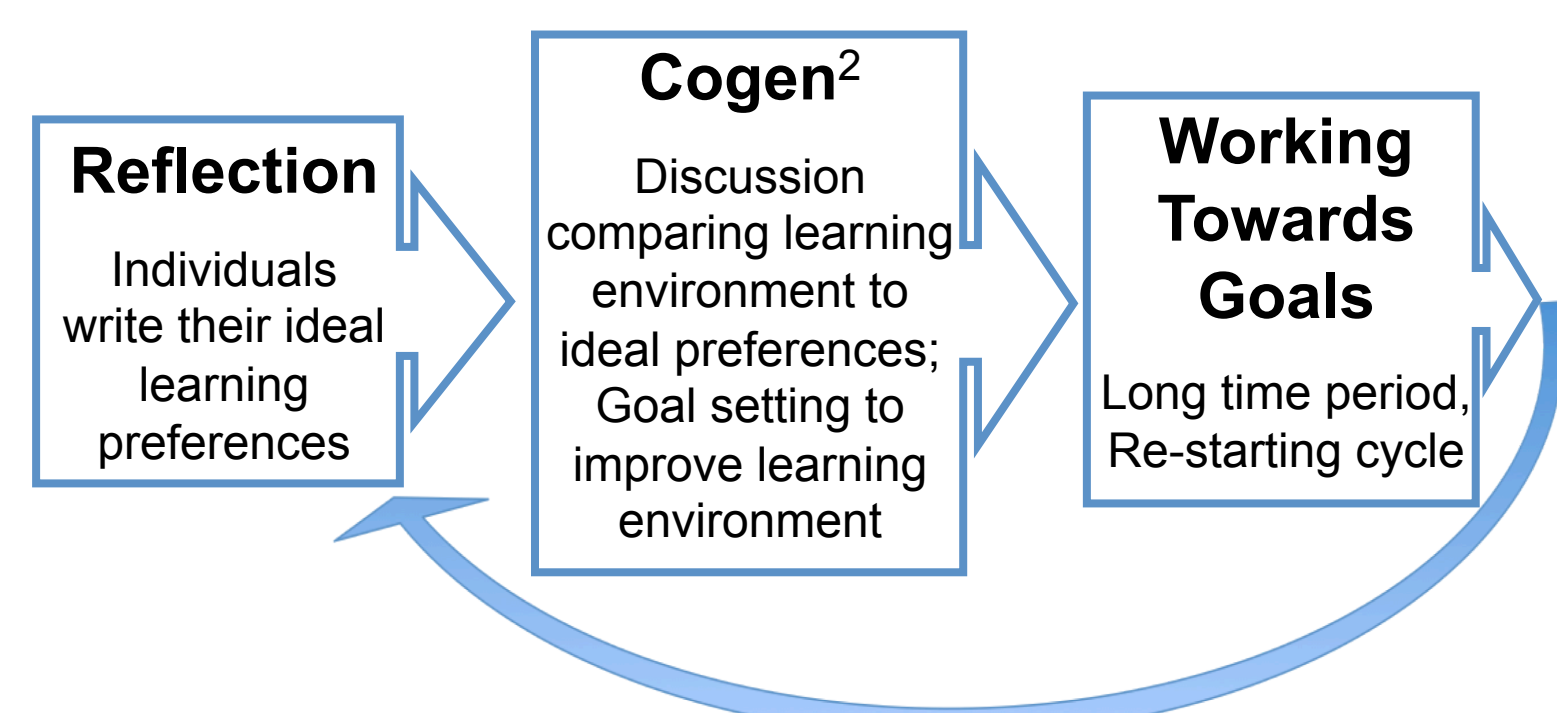 Reflection
Individuals
write their ideal
learning
preferences
Cogen²
Discussion
comparing learning
environment to
ideal preferences;
Goal setting to
improve learning
environment
Working
Towards
Goals
Long time period,
Re-starting cycle